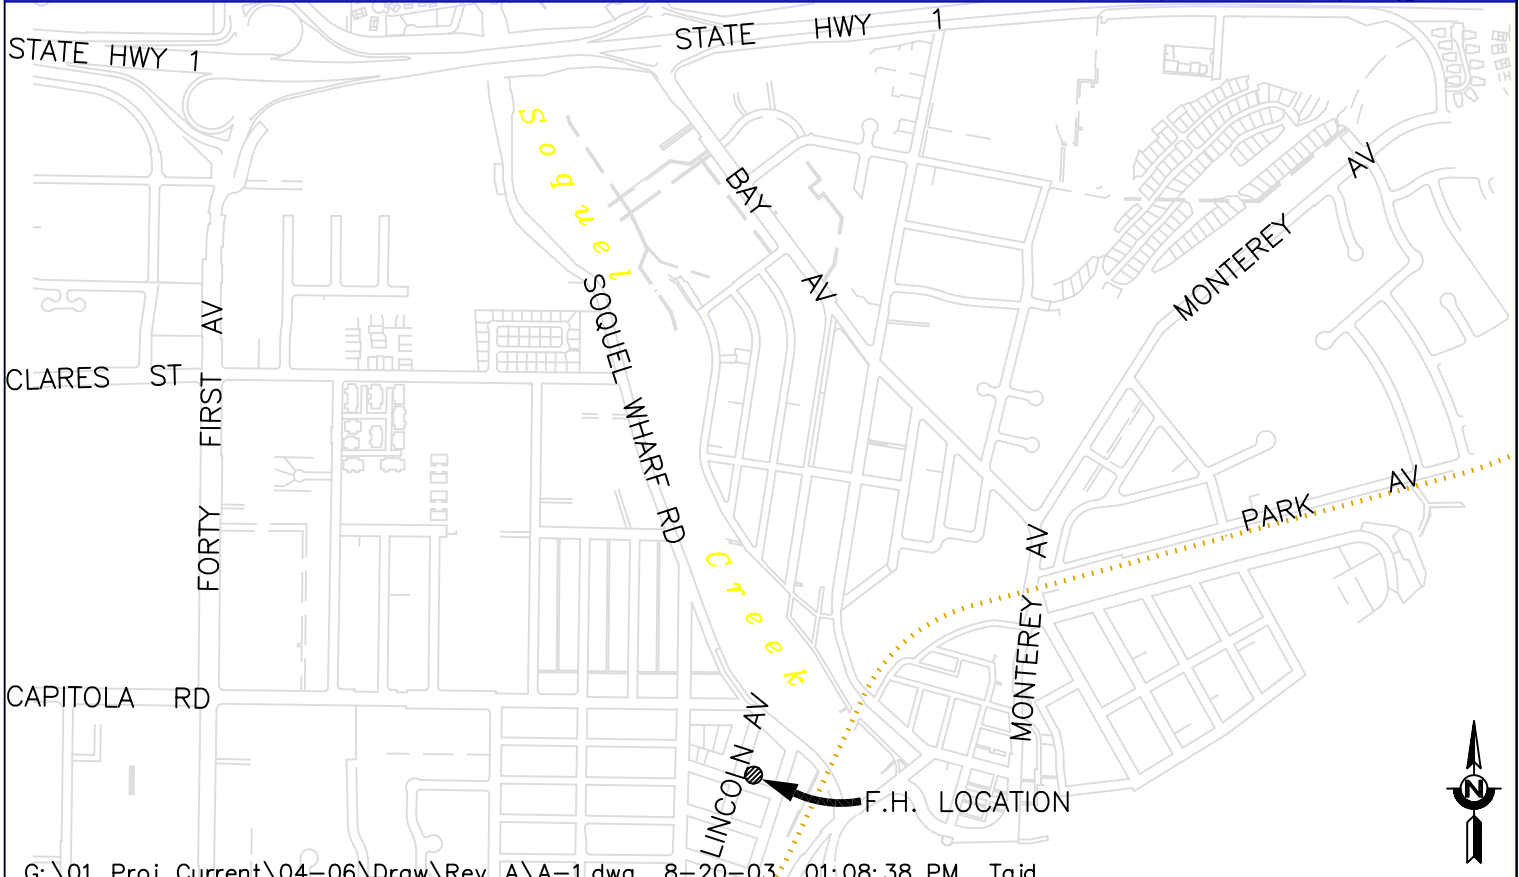 STATE HWY 1
STATE HWY 1
Soquel
BAY AV
MONTEREY AV
SOQUEL WHARF RD
CLARES ST
FORTY FIRST AV
PARK AV
Creek
MONTEREY AV
CAPITOLA RD
LINCOLN AV
F.H. LOCATION
N
G:\01 Proj Current\04-06\Draw\Rev A\A-1.dwg 8-20-03 01:08:38 PM Tajd